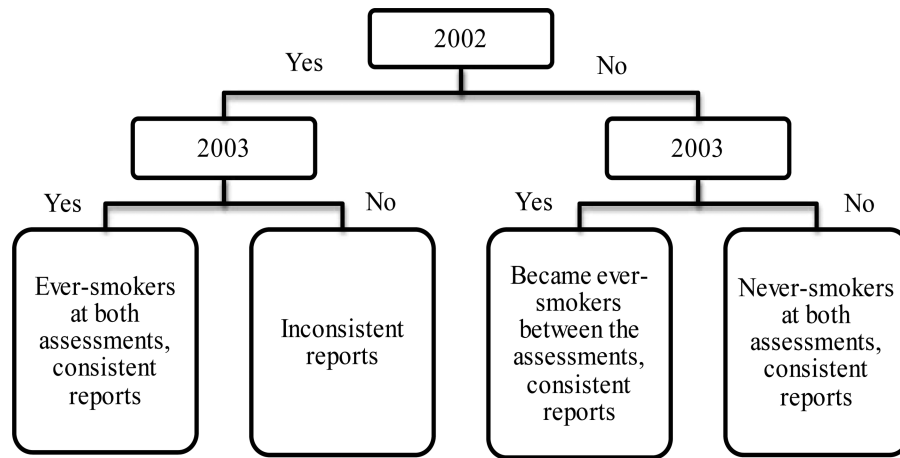 2002
Yes
No
2003
2003
Yes
No
Yes
No
Ever-smokers
at both
assessments,
consistent
reports
Inconsistent
reports
Became ever-
smokers
between the
assessments,
consistent
reports
Never-smokers
at both
assessments,
consistent
reports